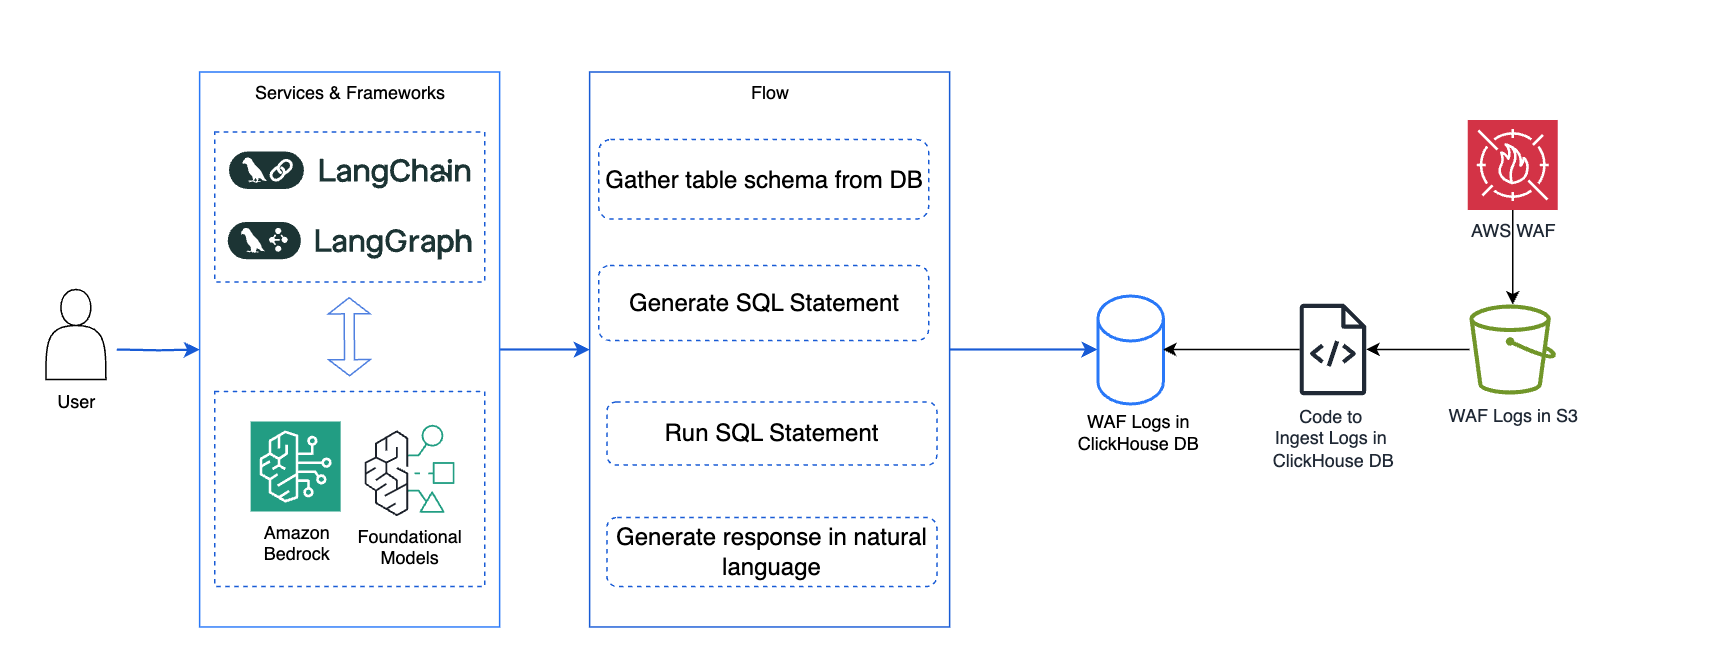 Services & Frameworks
LangChain
LangGraph
Amazon
Bedrock
Foundational
Models
User
Flow
Gather table schema from DB
Generate SQL Statement
Run SQL Statement
Generate response in natural
language
WAF Logs in
ClickHouse DB
</>
Code to
Ingest Logs in
ClickHouse DB
AWS WAF
WAF Logs in S3